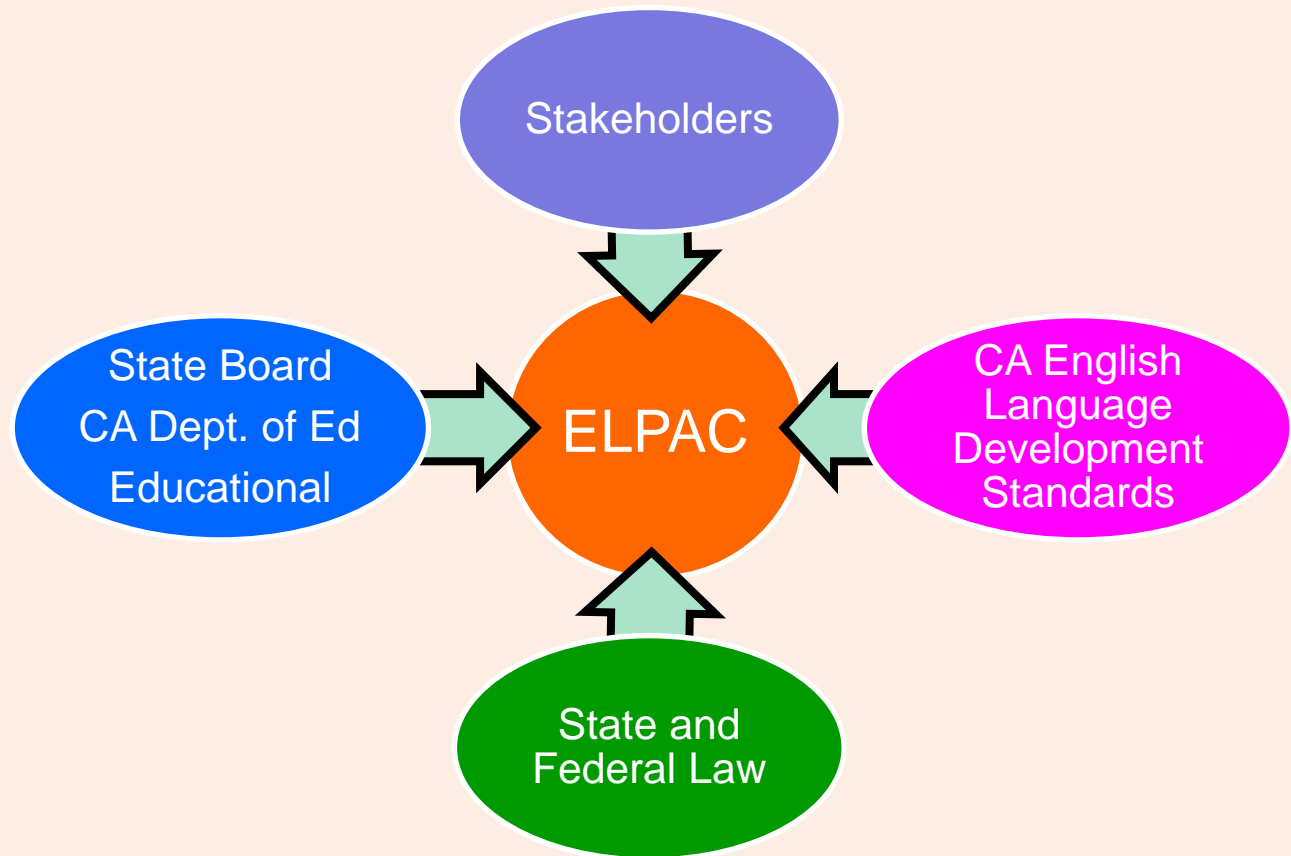 Stakeholders
State Board
CA Dept. of Ed
Educational
ELPAC
CA English
Language
Development
Standards
State and
Federal Law